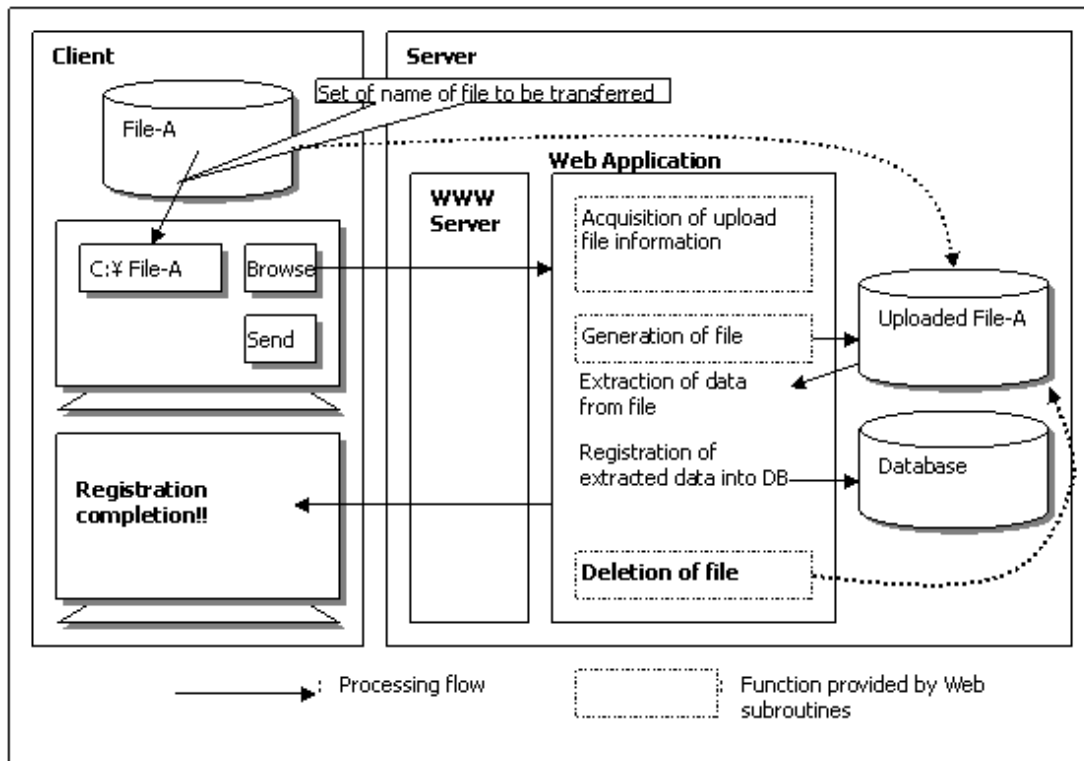 Client
Server
Set of name of file to be transferred
File-A
Web Application
WWW
Server
Acquisition of upload
file information
C:¥ File-A
Browse
Send
Generation of file
Uploaded File-A
Extraction of data
from file
Registration of
extracted data into DB
Database
Registration
completion!!
Deletion of file
: Processing flow
: Function provided by Web
subroutines